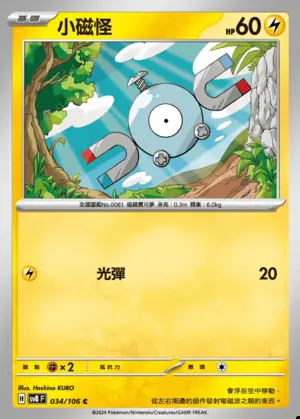 基礎
小磁怪
HP 60
全國圖鑑No.0081 磁鐵寶可夢 身高：0.3m 體重：6.0kg
光彈 20
弱點 ×2 抵抗力 撤退
Illus. Hashino KURO
H SV8 F 034/106 C
會浮在空中移動，
從左右兩邊的組件發射電磁波之類的東西。
©2024 Pokémon/Nintendo/Creatures/GAME FREAK